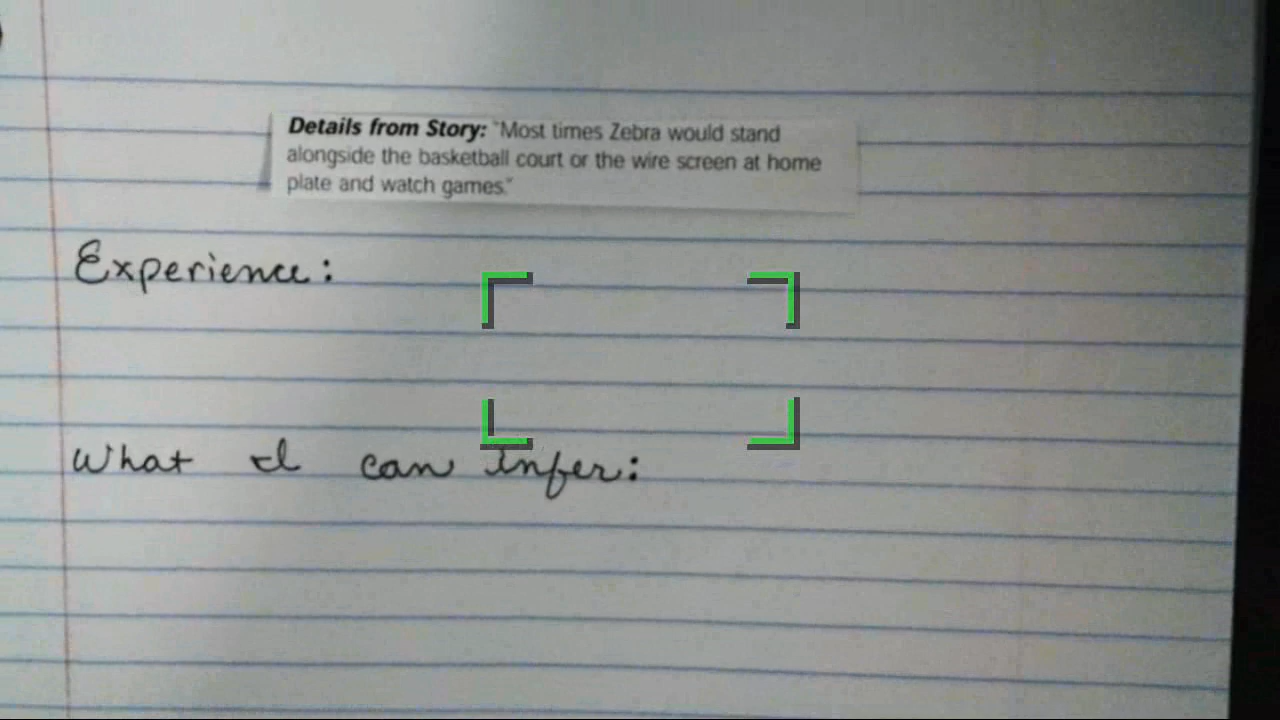 Details from Story: "Most times Zebra would stand
alongside the basketball court or the wire screen at home
plate and watch games."
Experience:
What I can infer: